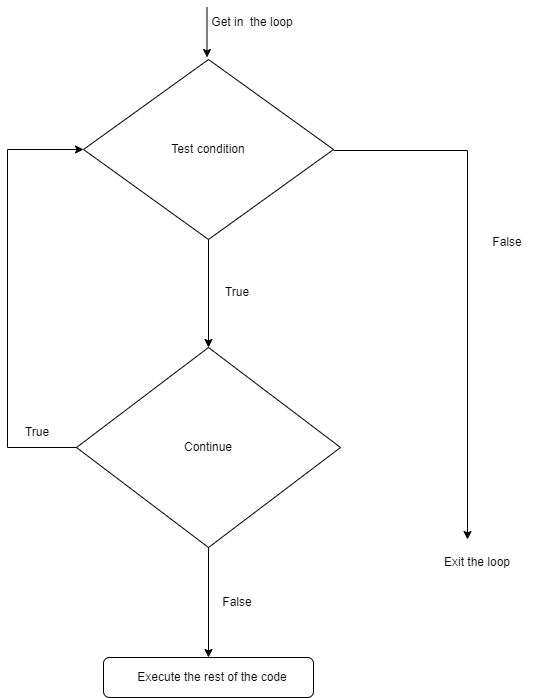 Get in  the loop
Test condition
False
True
True
Continue
Exit the loop
False
Execute the rest of the code